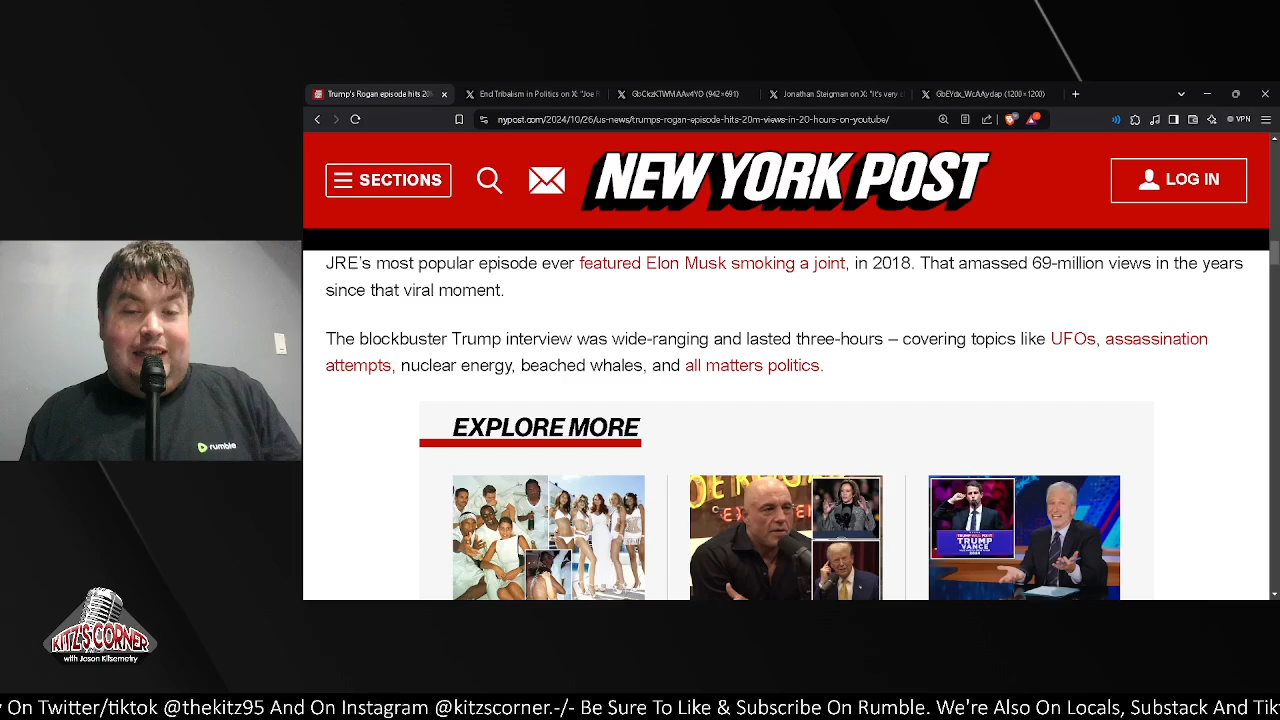 Trump's Rogan episode hits 20
End Tribalism in Politics on X: "Joe R
(942×691)
Jonathan Steigman on X: "It's very
(1200×1200)
nypost.com/2024/10/26/us-news/trumps-rogan-episode-hits-20m-views-in-20-hours-on-youtube/
VPN
SECTIONS
NEW YORK POST
LOG IN
JRE's most popular episode ever featured Elon Musk smoking a joint, in 2018. That amassed 69-million views in the years
since that viral moment.
The blockbuster Trump interview was wide-ranging and lasted three-hours – covering topics like UFOs, assassination
attempts, nuclear energy, beached whales, and all matters politics.
EXPLORE MORE
rumble
TRUMP
VANCE
KITZ'S CORNER
with Jason Kitsemetry
On Twitter/tiktok @thekitz95 And On Instagram @kitzscorner.-/- Be Sure To Like & Subscribe On Rumble. We're Also On Locals, Substack And Tik